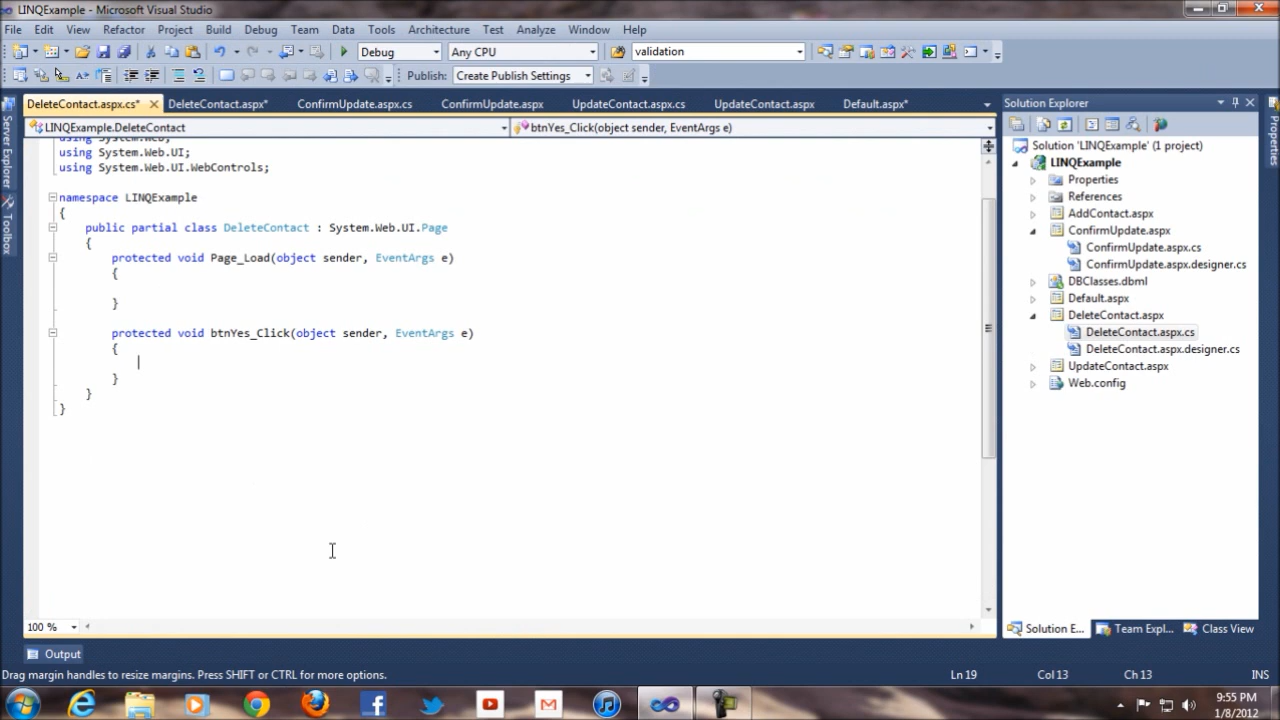 LINQExample - Microsoft Visual Studio
File Edit View Refactor Project Build Debug Team Data Tools Architecture Test Analyze Window Help
Debug Any CPU validation
Publish: Create Publish Settings
DeleteContact.aspx.cs* DeleteContact.aspx* ConfirmUpdate.aspx.cs ConfirmUpdate.aspx UpdateContact.aspx.cs UpdateContact.aspx Default.aspx*
LINQExample.DeleteContact btnYes_Click(object sender, EventArgs e)
using System.Web;
using System.Web.UI;
using System.Web.UI.WebControls;
namespace LINQExample
{
public partial class DeleteContact : System.Web.UI.Page
{
protected void Page_Load(object sender, EventArgs e)
{
}
protected void btnYes_Click(object sender, EventArgs e)
{
}
}
}
100 %
Server Explorer
Toolbox
Solution Explorer
Solution 'LINQExample' (1 project)
LINQExample
Properties
References
AddContact.aspx
ConfirmUpdate.aspx
ConfirmUpdate.aspx.cs
ConfirmUpdate.aspx.designer.cs
DBClasses.dbml
Default.aspx
DeleteContact.aspx
DeleteContact.aspx.cs
DeleteContact.aspx.designer.cs
UpdateContact.aspx
Web.config
Solution E... Team Expl... Class View
Properties
Output
Drag margin handles to resize margins. Press SHIFT or CTRL for more options. Ln 19 Col 13 Ch 13 INS
9:55 PM
1/8/2012